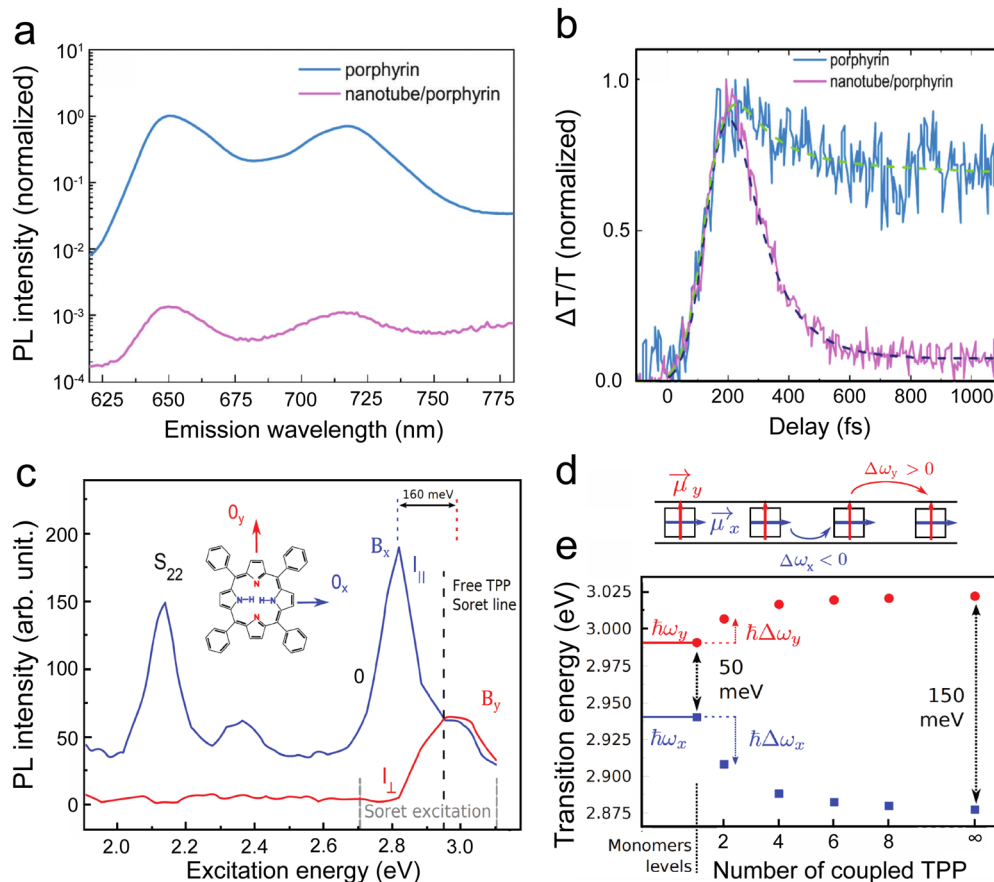 a
PL intensity (normalized)
10¹
10⁰
10⁻¹
10⁻²
10⁻³
10⁻⁴
porphyrin
nanotube/porphyrin
625 650 675 700 725 750 775
Emission wavelength (nm)
b
ΔT/T (normalized)
1.0
0.5
0.0
porphyrin
nanotube/porphyrin
0 200 400 600 800 1000
Delay (fs)
c
PL intensity (arb. unit.)
200
150
100
50
0
160 meV
0y
Bx
S22
I||
Free TPP
Soret line
N
N H H N
N
0x
0
By
I⊥
Soret excitation
2.0 2.2 2.4 2.6 2.8 3.0
Excitation energy (eV)
d
Δωy > 0
μy
μx
Δωx < 0
e
Transition energy (eV)
3.025
3.000
2.975
2.950
2.925
2.900
2.875
ħωy
ħΔωy
50
meV
150
meV
ħωx
ħΔωx
Monomers
levels
2 4 6 8 ∞
Number of coupled TPP